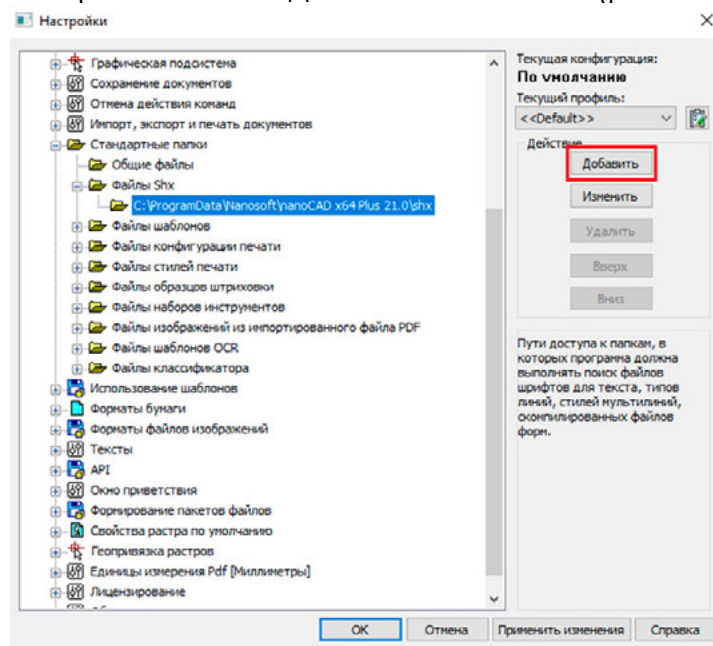 Настройки
Графическая подсистема
Сохранение документов
Отмена действия команд
Импорт, экспорт и печать документов
Стандартные папки
Общие файлы
Файлы Shx
C:\ProgramData\Nanosoft\nanoCAD x64 Plus 21.0\shx
Файлы шаблонов
Файлы конфигурации печати
Файлы стилей печати
Файлы образцов штриховки
Файлы наборов инструментов
Файлы изображений из импортированного файла PDF
Файлы шаблонов OCR
Файлы классификатора
Использование шаблонов
Форматы бумаги
Форматы файлов изображений
Тексты
API
Окно приветствия
Формирование пакетов файлов
Свойства растра по умолчанию
Геопривязка растров
Единицы измерения Pdf [Миллиметры]
Лицензирование
Текущая конфигурация:
По умолчанию
Текущий профиль:
<<Default>>
Действие
Добавить
Изменить
Удалить
Вверх
Вниз
Пути доступа к папкам, в
которых программа должна
выполнять поиск файлов
шрифтов для текста, типов
линий, стилей мультилиний,
скомпилированных файлов
форм.
ОК
Отмена
Применить изменения
Справка